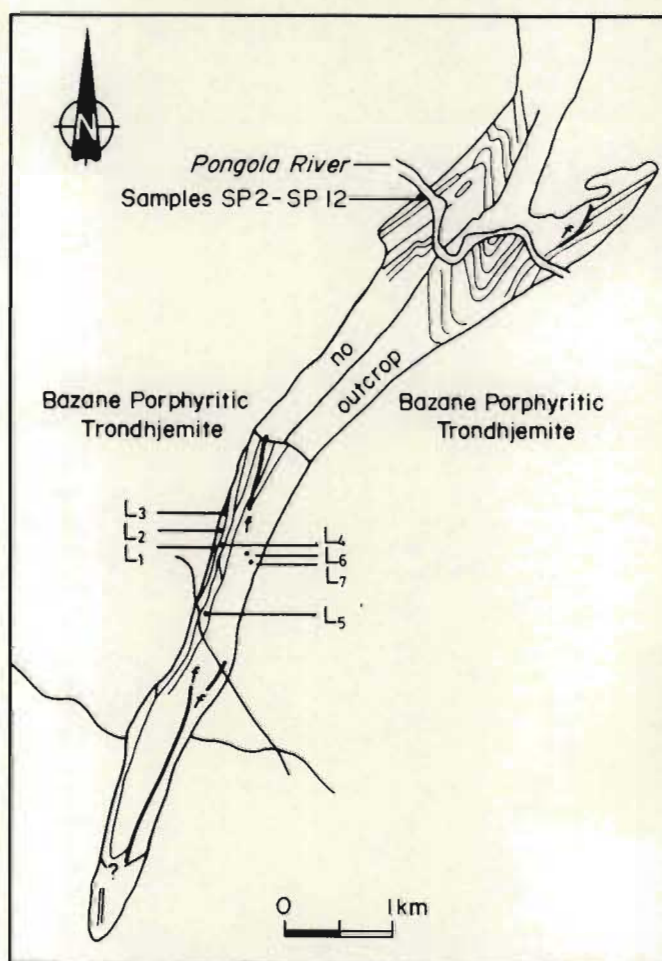 N
Pongola River
Samples SP2-SP12
f
no
outcrop
Bazane Porphyritic
Trondhjemite
Bazane Porphyritic
Trondhjemite
L3
L2
L1
f
L4
L6
L7
L5
f
f
?
0 1km